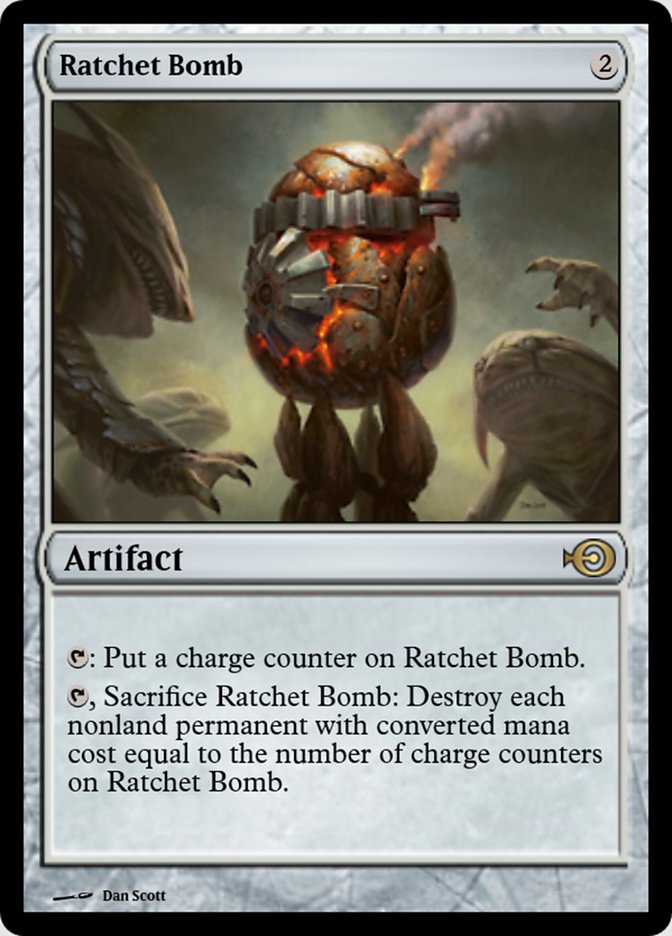 Ratchet Bomb 2
Artifact
: Put a charge counter on Ratchet Bomb.
, Sacrifice Ratchet Bomb: Destroy each
nonland permanent with converted mana
cost equal to the number of charge counters
on Ratchet Bomb.
Dan Scott